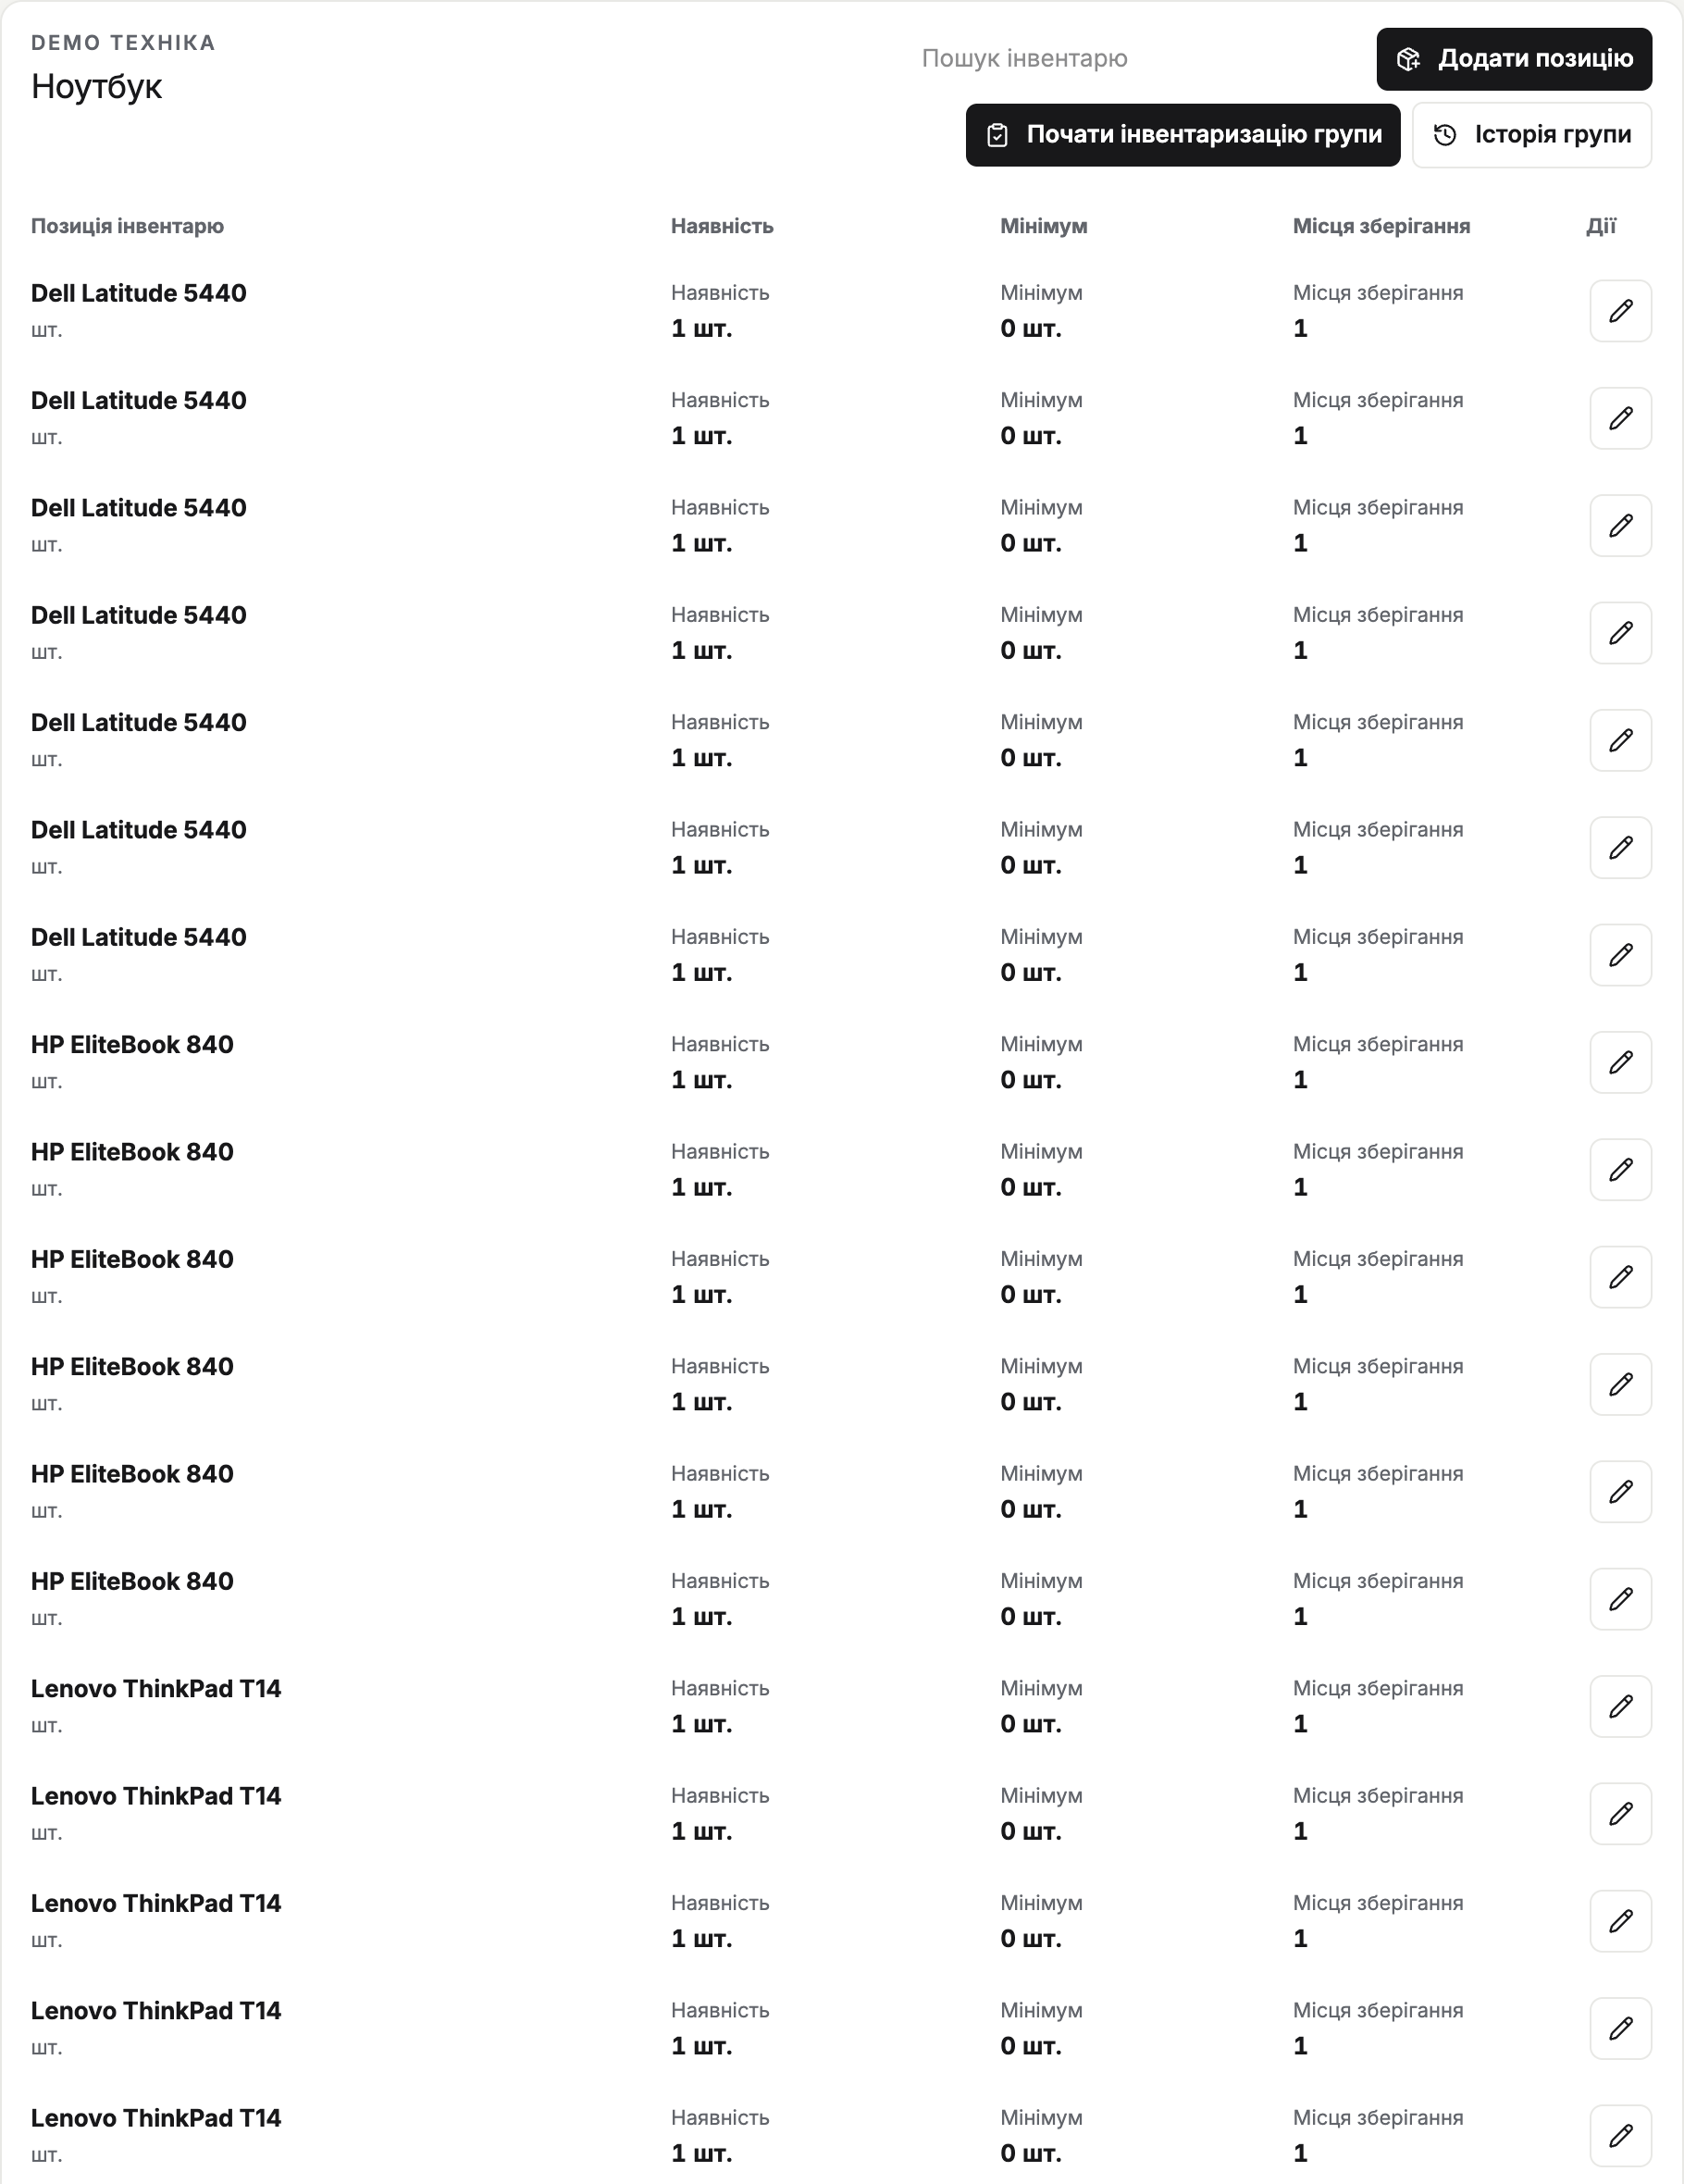 DEMO ТЕХНІКА
Ноутбук
Пошук інвентарю
Додати позицію
Почати інвентаризацію групи
Історія групи
Позиція інвентарю Наявність Мінімум Місця зберігання Дії
Dell Latitude 5440 Наявність Мінімум Місця зберігання
шт. 1 шт. 0 шт. 1
Dell Latitude 5440 Наявність Мінімум Місця зберігання
шт. 1 шт. 0 шт. 1
Dell Latitude 5440 Наявність Мінімум Місця зберігання
шт. 1 шт. 0 шт. 1
Dell Latitude 5440 Наявність Мінімум Місця зберігання
шт. 1 шт. 0 шт. 1
Dell Latitude 5440 Наявність Мінімум Місця зберігання
шт. 1 шт. 0 шт. 1
Dell Latitude 5440 Наявність Мінімум Місця зберігання
шт. 1 шт. 0 шт. 1
Dell Latitude 5440 Наявність Мінімум Місця зберігання
шт. 1 шт. 0 шт. 1
HP EliteBook 840 Наявність Мінімум Місця зберігання
шт. 1 шт. 0 шт. 1
HP EliteBook 840 Наявність Мінімум Місця зберігання
шт. 1 шт. 0 шт. 1
HP EliteBook 840 Наявність Мінімум Місця зберігання
шт. 1 шт. 0 шт. 1
HP EliteBook 840 Наявність Мінімум Місця зберігання
шт. 1 шт. 0 шт. 1
HP EliteBook 840 Наявність Мінімум Місця зберігання
шт. 1 шт. 0 шт. 1
HP EliteBook 840 Наявність Мінімум Місця зберігання
шт. 1 шт. 0 шт. 1
Lenovo ThinkPad T14 Наявність Мінімум Місця зберігання
шт. 1 шт. 0 шт. 1
Lenovo ThinkPad T14 Наявність Мінімум Місця зберігання
шт. 1 шт. 0 шт. 1
Lenovo ThinkPad T14 Наявність Мінімум Місця зберігання
шт. 1 шт. 0 шт. 1
Lenovo ThinkPad T14 Наявність Мінімум Місця зберігання
шт. 1 шт. 0 шт. 1
Lenovo ThinkPad T14 Наявність Мінімум Місця зберігання
шт. 1 шт. 0 шт. 1